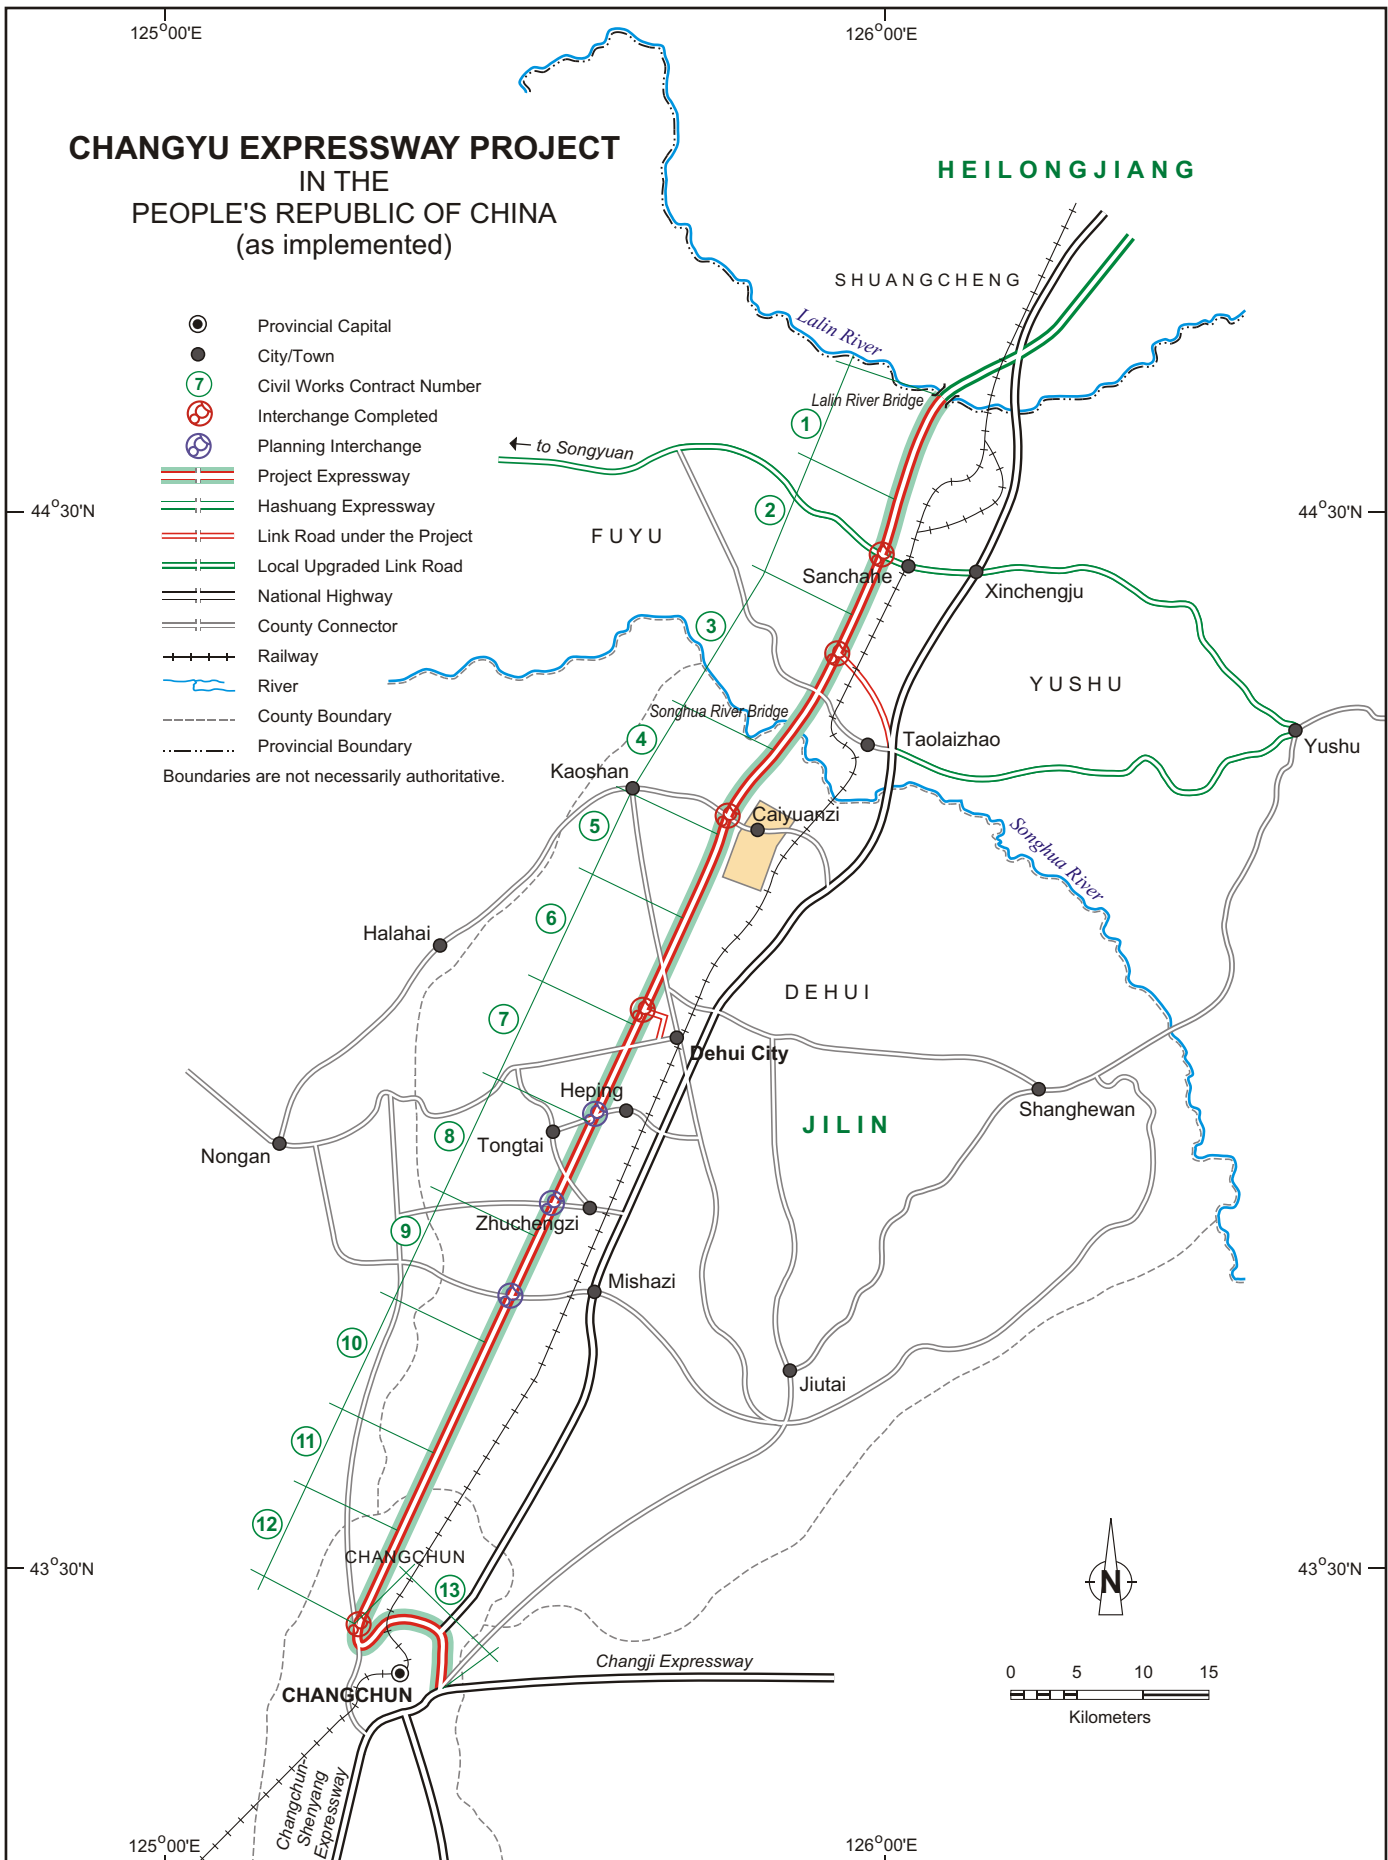 125°00'E
126°00'E
CHANGYU EXPRESSWAY PROJECT
IN THE
PEOPLE'S REPUBLIC OF CHINA
(as implemented)
HEILONGJIANG
SHUANGCHENG
Lalin River
Lalin River Bridge
Provincial Capital
City/Town
7
Civil Works Contract Number
Interchange Completed
Planning Interchange
Project Expressway
Hashuang Expressway
Link Road under the Project
Local Upgraded Link Road
National Highway
County Connector
Railway
River
County Boundary
Provincial Boundary
Boundaries are not necessarily authoritative.
1
to Songyuan
44°30'N
44°30'N
2
FUYU
Sanchahe
Xinchengju
3
YUSHU
Songhua River Bridge
4
Taolaizhao
Yushu
Kaoshan
5
Caiyuanzi
Songhua River
6
Halahai
DEHUI
7
Dehui City
Heping
Shanghewan
JILIN
8
Tongtai
Nongan
9
Zhuchengzi
Mishazi
10
Jiutai
11
12
CHANGCHUN
43°30'N
43°30'N
13
N
Changji Expressway
CHANGCHUN
0 5 10 15
Kilometers
Changchun-
Shenyang
Expressway
125°00'E
126°00'E